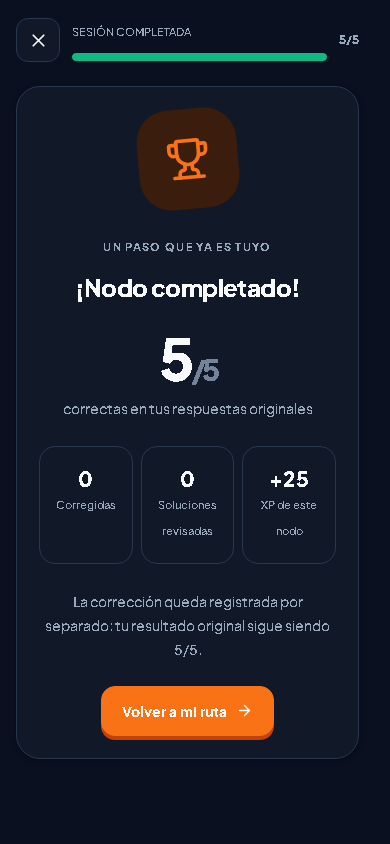 SESIÓN COMPLETADA
5/5
UN PASO QUE YA ES TUYO
¡Nodo completado!
5/5
correctas en tus respuestas originales
0
Corregidas
0
Soluciones
revisadas
+25
XP de este
nodo
La corrección queda registrada por
separado: tu resultado original sigue siendo
5/5.
Volver a mi ruta